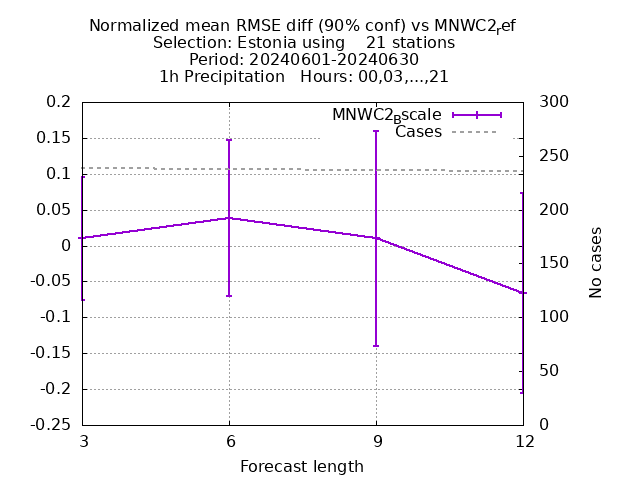 Normalized mean RMSE diff (90% conf) vs MNWC2ref
Selection: Estonia using    21 stations
Period: 20240601-20240630
1h Precipitation   Hours: 00,03,...,21
MNWC2Bscale
Cases
0.2
0.15
0.1
0.05
0
-0.05
-0.1
-0.15
-0.2
-0.25
300
250
200
150
100
50
0
No cases
3
6
9
12
Forecast length